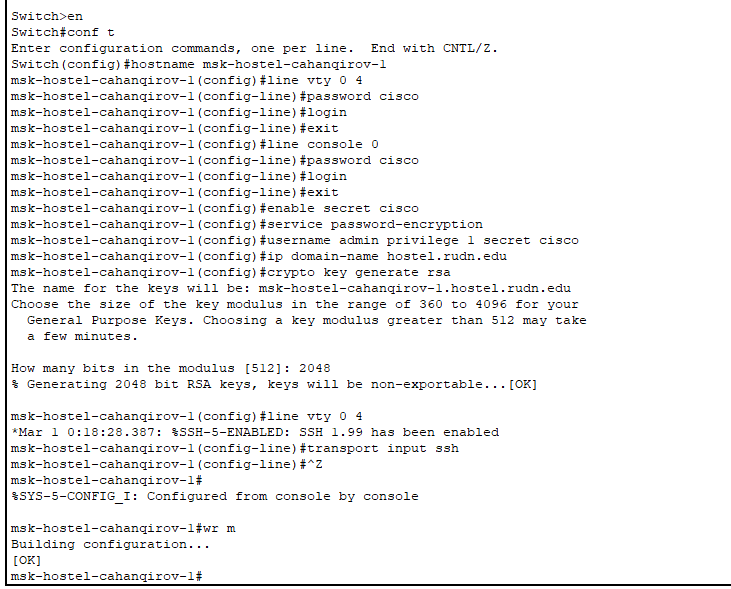 Switch>en
Switch#conf t
Enter configuration commands, one per line.  End with CNTL/Z.
Switch(config)#hostname msk-hostel-cahanqirov-1
msk-hostel-cahanqirov-1(config)#line vty 0 4
msk-hostel-cahanqirov-1(config-line)#password cisco
msk-hostel-cahanqirov-1(config-line)#login
msk-hostel-cahanqirov-1(config-line)#exit
msk-hostel-cahanqirov-1(config)#line console 0
msk-hostel-cahanqirov-1(config-line)#password cisco
msk-hostel-cahanqirov-1(config-line)#login
msk-hostel-cahanqirov-1(config-line)#exit
msk-hostel-cahanqirov-1(config)#enable secret cisco
msk-hostel-cahanqirov-1(config)#service password-encryption
msk-hostel-cahanqirov-1(config)#username admin privilege 1 secret cisco
msk-hostel-cahanqirov-1(config)#ip domain-name hostel.rudn.edu
msk-hostel-cahanqirov-1(config)#crypto key generate rsa
The name for the keys will be: msk-hostel-cahanqirov-1.hostel.rudn.edu
Choose the size of the key modulus in the range of 360 to 4096 for your
  General Purpose Keys. Choosing a key modulus greater than 512 may take
  a few minutes.

How many bits in the modulus [512]: 2048
% Generating 2048 bit RSA keys, keys will be non-exportable...[OK]

msk-hostel-cahanqirov-1(config)#line vty 0 4
*Mar 1 0:18:28.387: %SSH-5-ENABLED: SSH 1.99 has been enabled
msk-hostel-cahanqirov-1(config-line)#transport input ssh
msk-hostel-cahanqirov-1(config-line)#^Z
msk-hostel-cahanqirov-1#
%SYS-5-CONFIG_I: Configured from console by console

msk-hostel-cahanqirov-1#wr m
Building configuration...
[OK]
msk-hostel-cahanqirov-1#